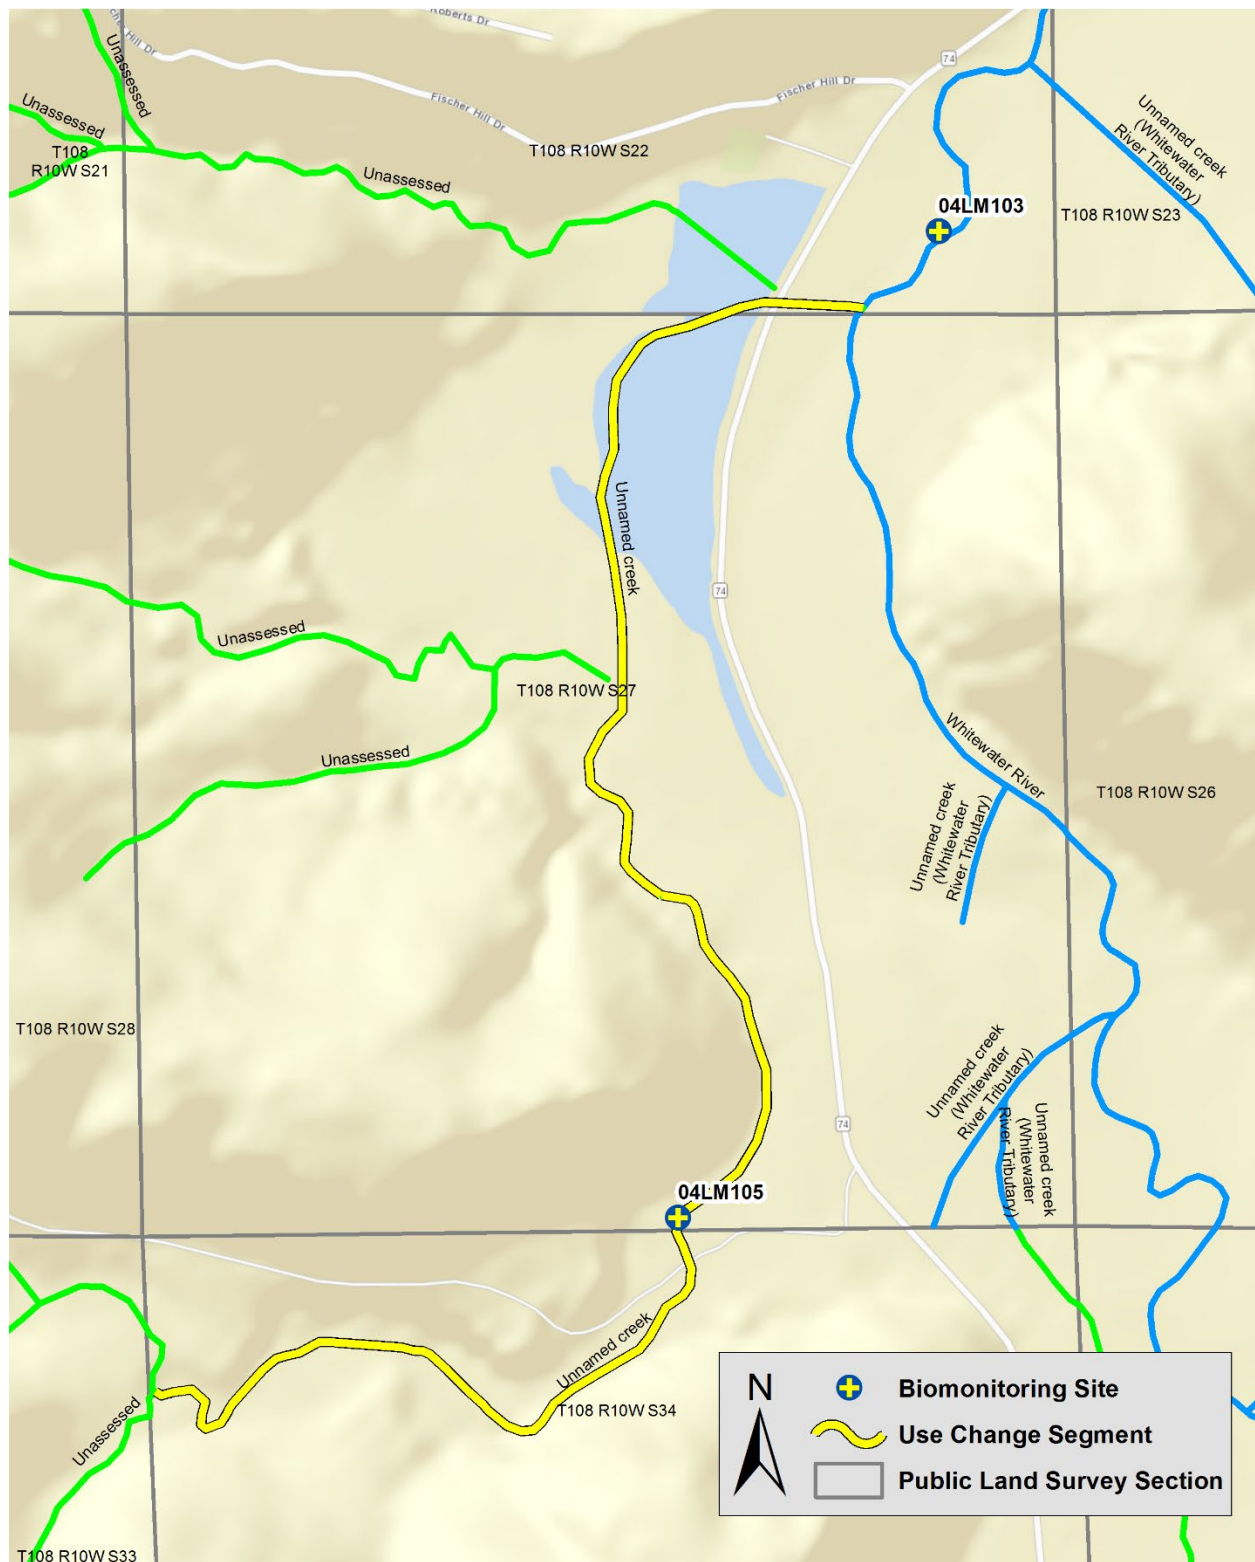 Roberts Dr
Fischer Hill Dr
Unassessed
Unassessed
74
Fischer Hill Dr
Fischer Hill Dr
T108 R10W S22
T108
R10W S21
Unassessed
Unnamed creek
(Whitewater
River Tributary)
04LM103
T108 R10W S23
Unnamed creek
74
Unassessed
T108 R10W S27
Unassessed
Whitewater River
T108 R10W S26
Unnamed creek
(Whitewater
River Tributary)
T108 R10W S28
Unnamed creek
(Whitewater
River Tributary)
Unnamed creek
(Whitewater
River Tributary)
74
04LM105
Unnamed creek
T108 R10W S34
Unassessed
T108 R10W S33
N
Biomonitoring Site
Use Change Segment
Public Land Survey Section